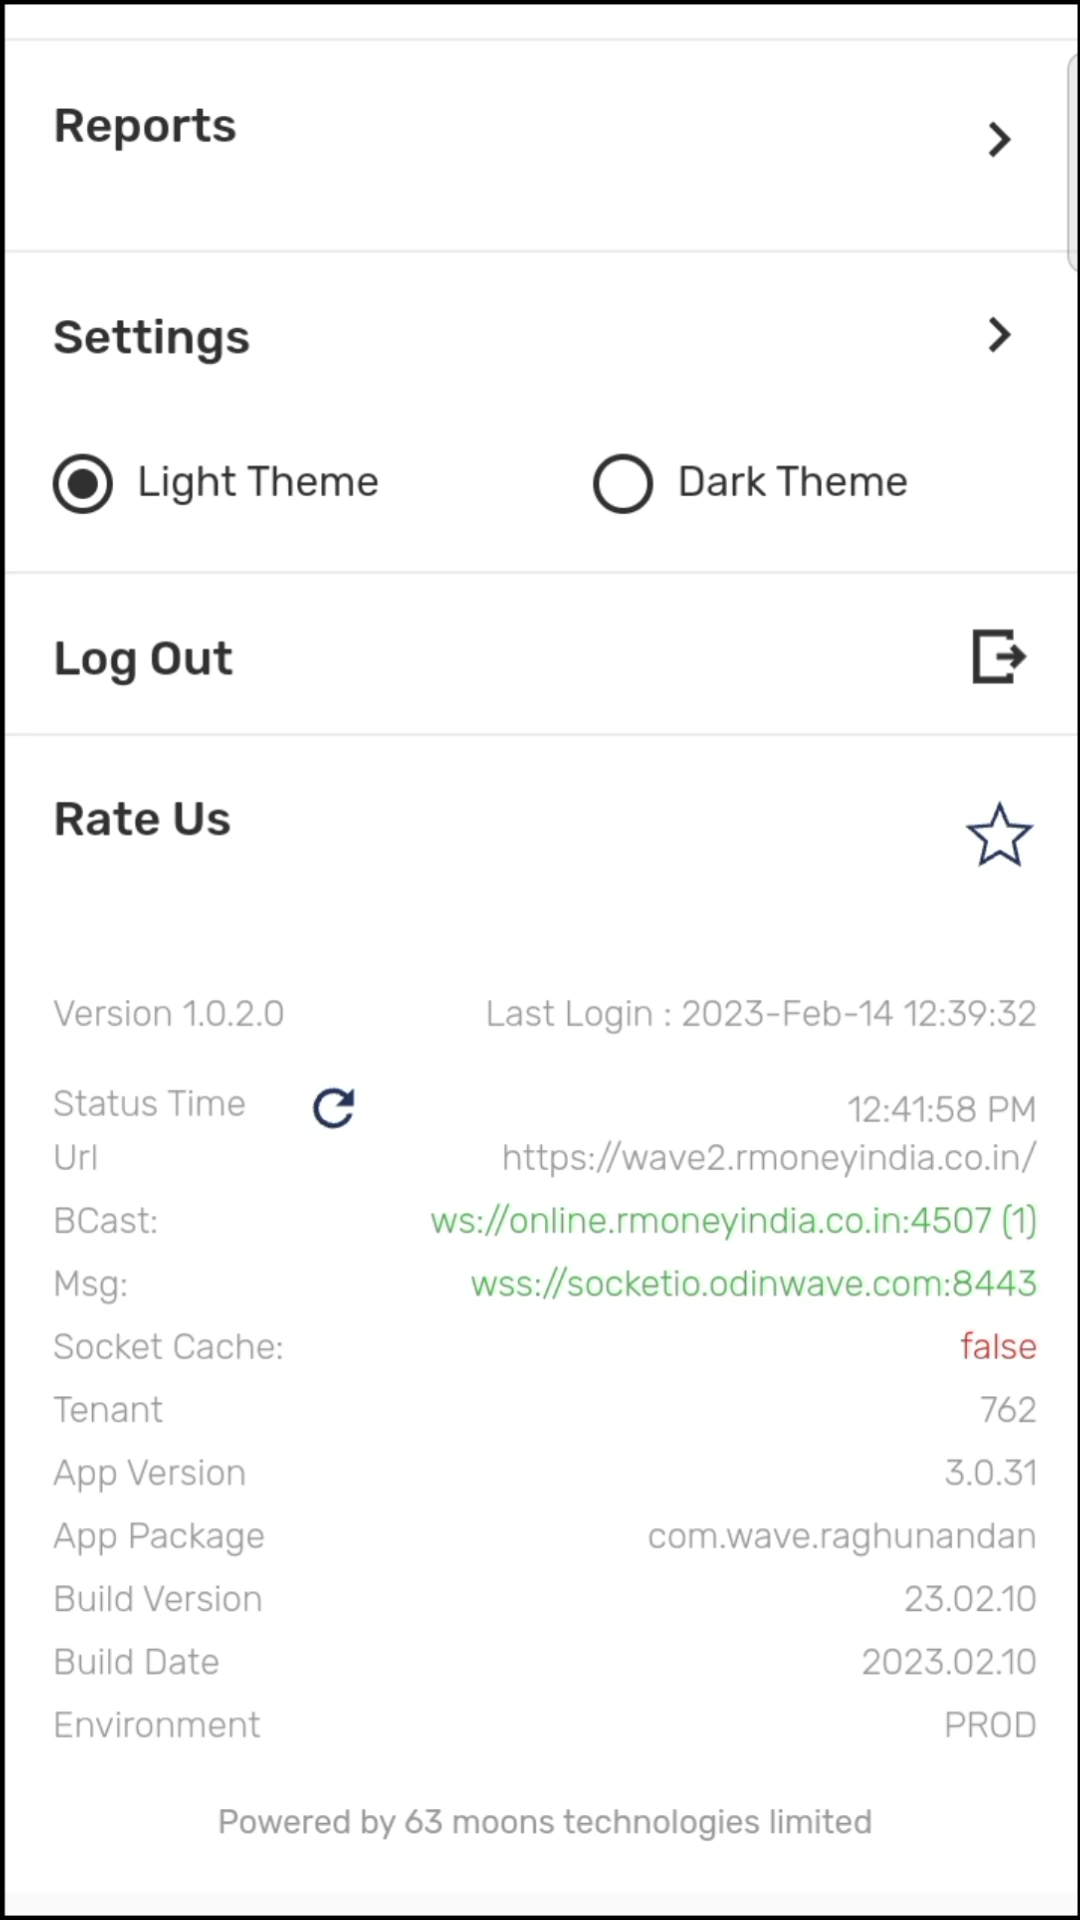 Reports
Settings
Light Theme Dark Theme
Log Out
Rate Us
Version 1.0.2.0 Last Login : 2023-Feb-14 12:39:32
Status Time 12:41:58 PM
Url https://wave2.rmoneyindia.co.in/
BCast: ws://online.rmoneyindia.co.in:4507 (1)
Msg: wss://socketio.odinwave.com:8443
Socket Cache: false
Tenant 762
App Version 3.0.31
App Package com.wave.raghunandan
Build Version 23.02.10
Build Date 2023.02.10
Environment PROD
Powered by 63 moons technologies limited